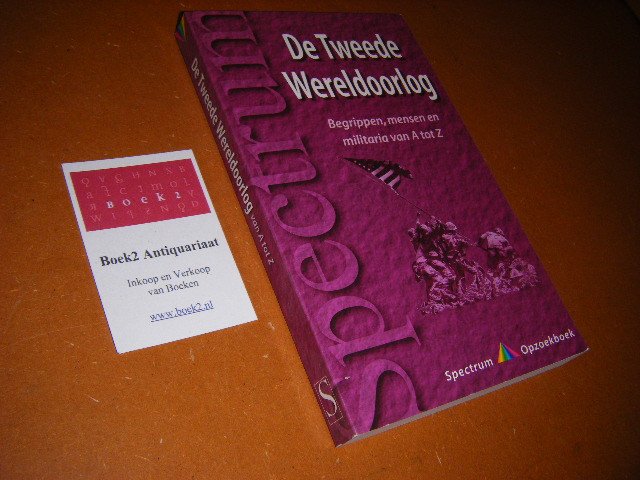 De Tweede
Wereldoorlog
Begrippen, mensen en
militaria van A tot Z
Spectrum
Spectrum Opzoekboek
De Tweede Wereldoorlog van A tot Z
S
BOEK2
Boek2 Antiquariaat
Inkoop en Verkoop
van Boeken
www.boek2.nl